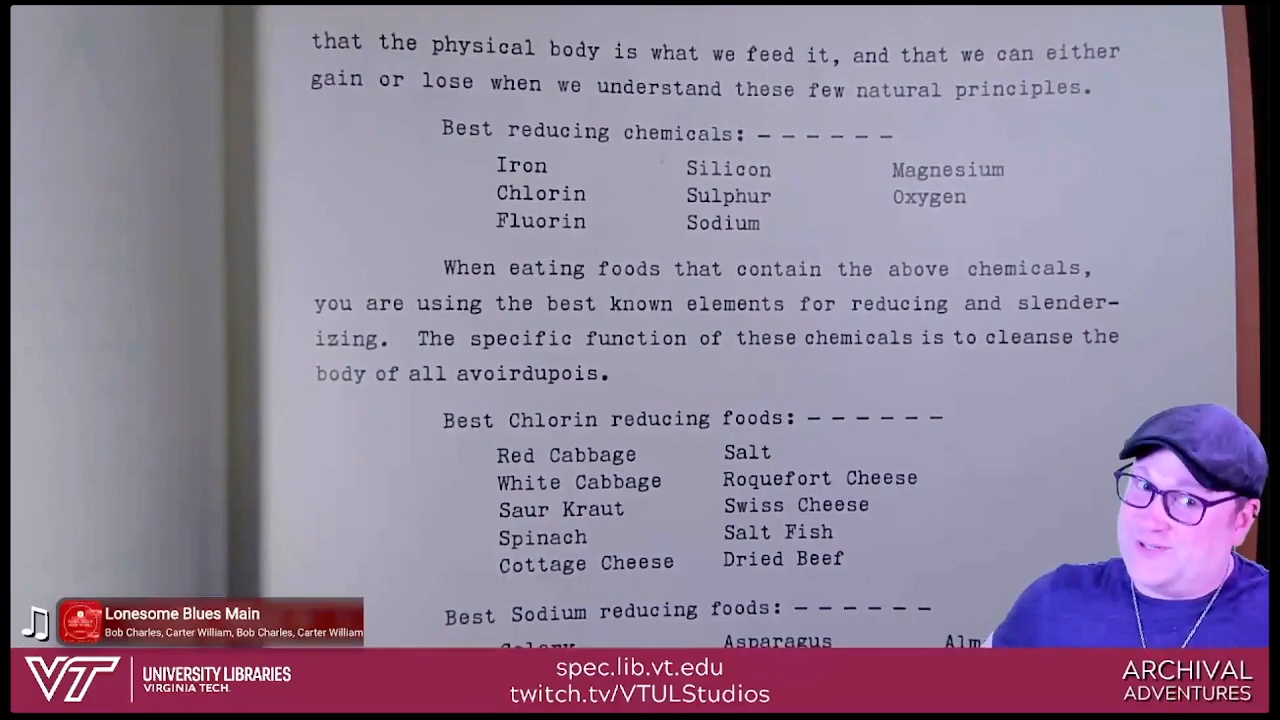 that the physical body is what we feed it, and that we can either
gain or lose when we understand these few natural principles.
Best reducing chemicals: – – – – – –
Iron Silicon Magnesium
Chlorin Sulphur Oxygen
Fluorin Sodium
When eating foods that contain the above chemicals,
you are using the best known elements for reducing and slender–
izing. The specific function of these chemicals is to cleanse the
body of all avoirdupois.
Best Chlorin reducing foods: – – – – – –
Red Cabbage Salt
White Cabbage Roquefort Cheese
Saur Kraut Swiss Cheese
Spinach Salt Fish
Cottage Cheese Dried Beef
Best Sodium reducing foods: – – – – – –
Asparagus
Lonesome Blues Main
Bob Charles, Carter William, Bob Charles, Carter William
VT UNIVERSITY LIBRARIES
VIRGINIA TECH.
spec.lib.vt.edu
twitch.tv/VTULStudios
ARCHIVAL
ADVENTURES